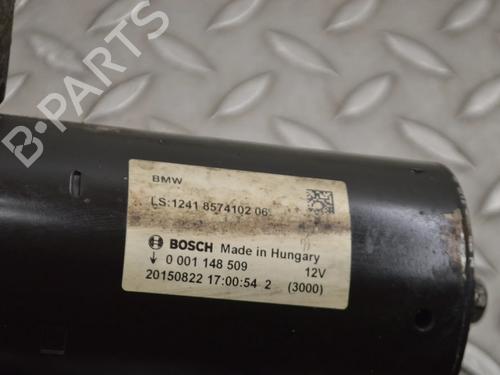 B-PARTS
BMW
LS:1241 8574102 06
BOSCH Made in Hungary
0 001 148 509 12V
20150822 17:00:54 2 (3000)